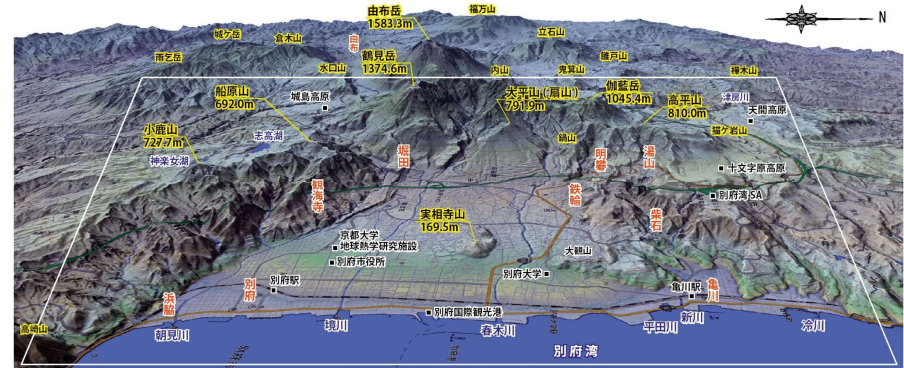 由布岳
1583.3m
福万山
N
城ケ岳
倉木山
由布
立石山
雨乞岳
鶴見岳
1374.6m
水口山
内山
鬼箕山
雛戸山
樺木山
船原山
692.0m
城島高原
大平山(扇山)
791.9m
伽藍岳
1045.4m
高平山
810.0m
津房川
天間高原
小鹿山
727.7m
志高湖
神楽女湖
鍋山
猫ケ岩山
堀田
明礬
湯山
十文字原高原
観海寺
鉄輪
別府湾SA
実相寺山
169.5m
柴石
京都大学
地球熱学研究施設
大観山
別府市役所
別府大学
別府駅
亀川駅
亀川
浜脇
別府
別府国際観光港
高崎山
朝見川
境川
春木川
平田川
新川
冷川
別府湾